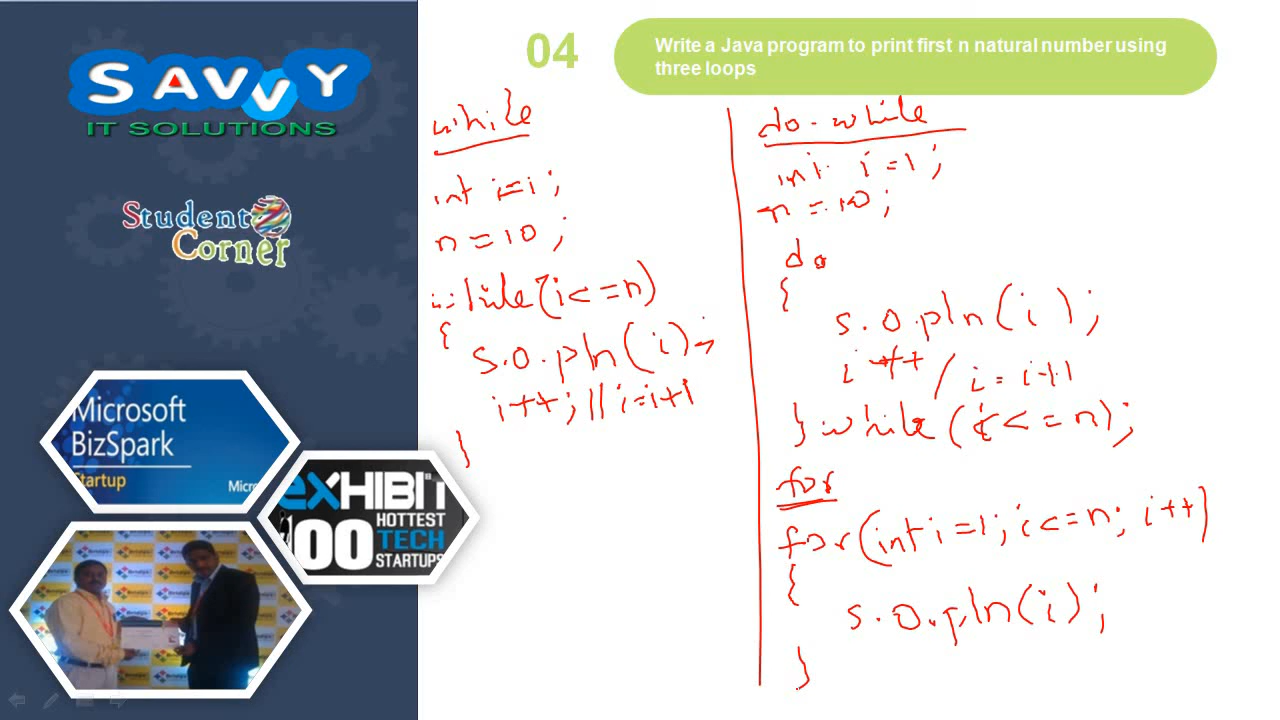 SAVVY
IT SOLUTIONS
Student
Corner
Microsoft
BizSpark
Startup
Micros
eXHIBIT
100 HOTTEST
TECH
STARTUPS
04
Write a Java program to print first n natural number using
three loops
while
int i=1;
n=10;
while(i<=n)
{
s.o.pln(i);
i++; // i=i+1
}
do-while
int i=1;
n=10;
do
{
s.o.pln(i);
i++ / i=i+1
} while (i<=n);
for
for(int i=1; i<=n; i++)
{
s.o.pln(i);
}